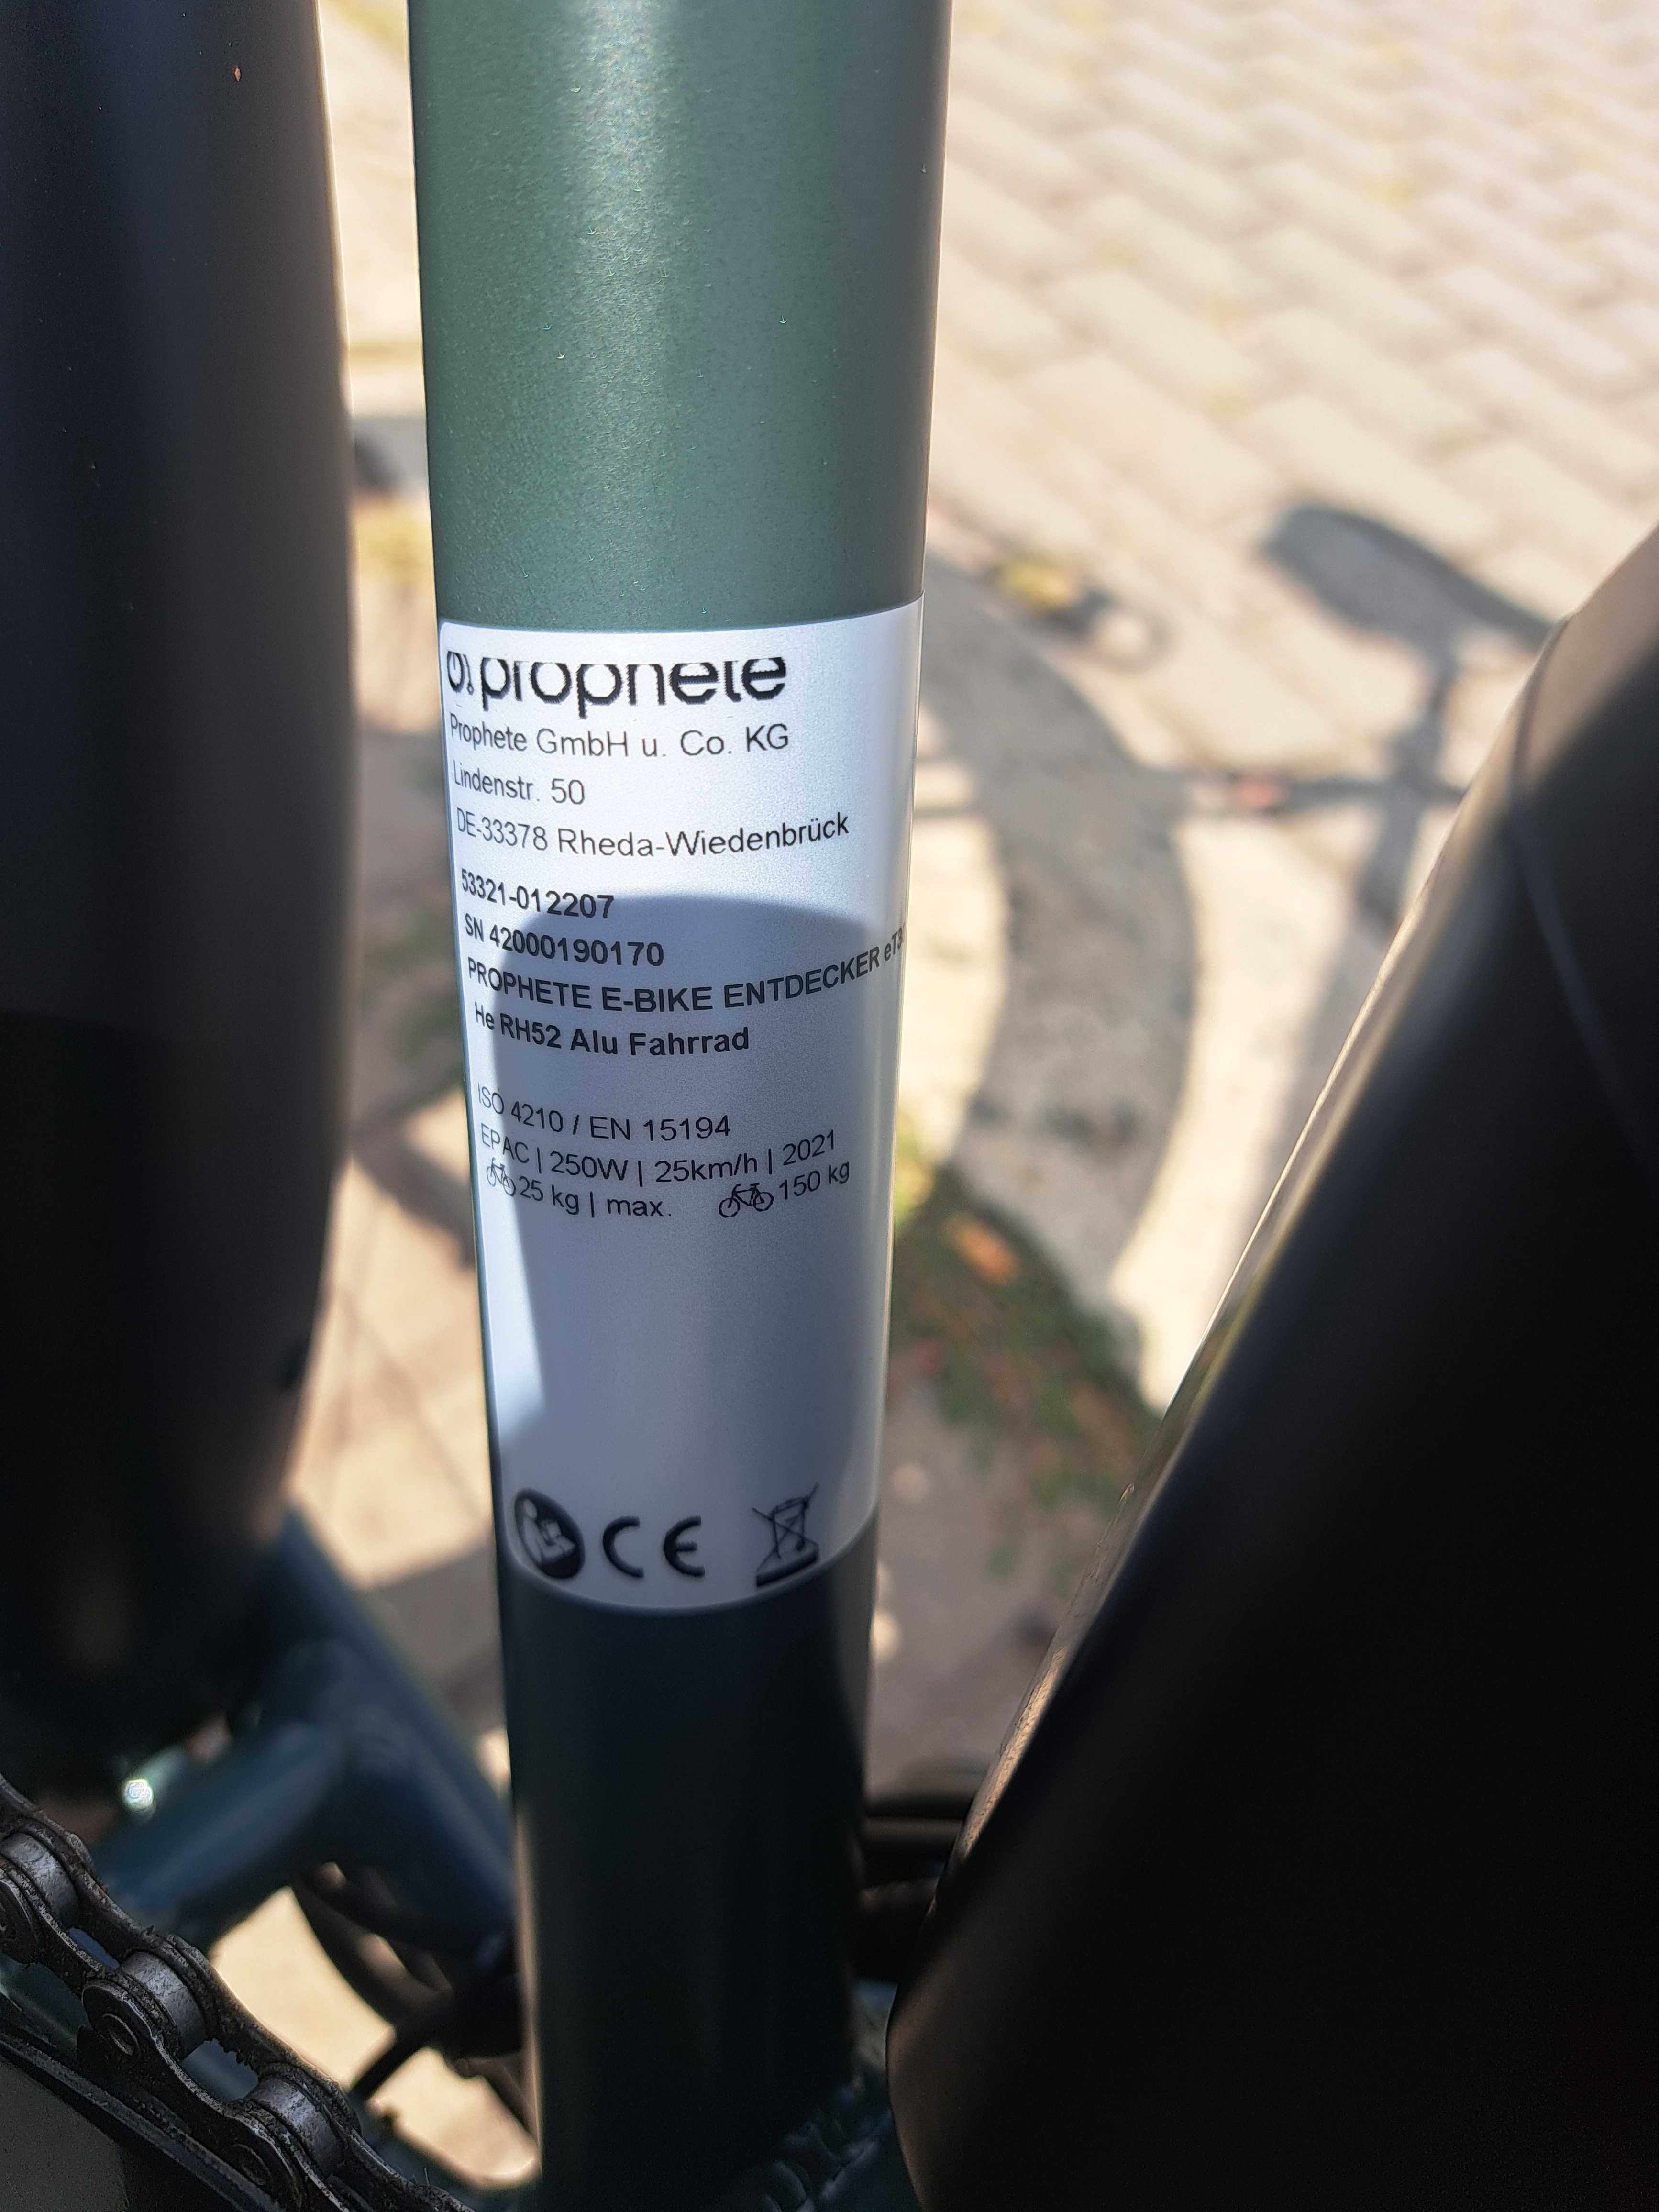 prophete
Prophete GmbH u. Co. KG
Lindenstr. 50
DE-33378 Rheda-Wiedenbrück
53321-012207
SN 42000190170
PROPHETE E-BIKE ENTDECKER
He RH52 Alu Fahrrad
ISO 4210 / EN 15194
EPAC | 250W | 25km/h | 2021
25 kg | max. 150 kg
CE